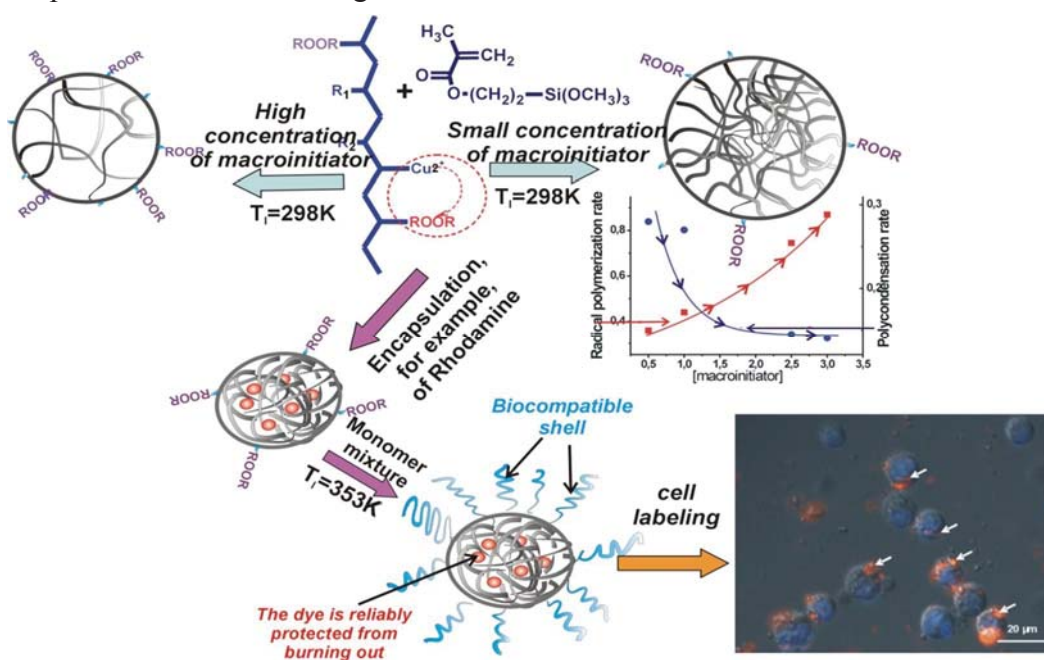 ROOR
ROOR
ROOR
ROOR
ROOR
ROOR
ROOR
R₁
R₂
Cu²⁺
ROOR
+
H₃C
CH₂
O
O-(CH₂)₂-Si(OCH₃)₃
High
concentration
of macroinitiator
Tᵢ=298K
Small concentration
of macroinitiator
Tᵢ=298K
ROOR
ROOR
ROOR
Radical polymerization rate
0,8
0,6
0,4
0,5
1,0
1,5
2,0
2,5
3,0
3,5
[macroinitiator]
0,3
0,2
Polycondensation rate
Encapsulation,
for example,
of Rhodamine
ROOR
ROOR
ROOR
ROOR
Monomer
mixture
Tᵢ=353K
Biocompatible
shell
cell
labeling
The dye is reliably
protected from
burning out
20 µm